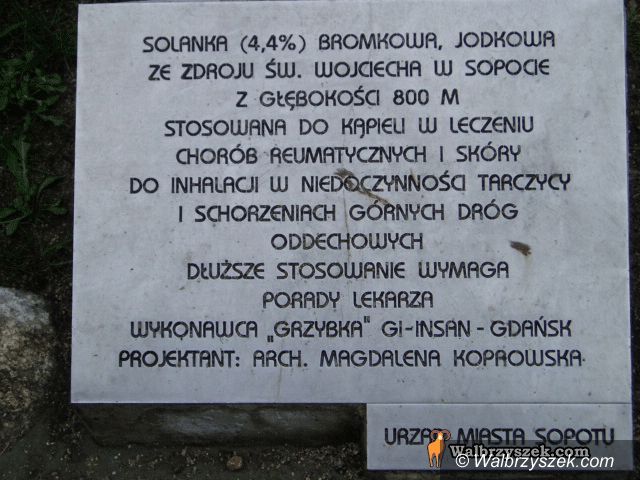 SOLANKA (4,4%) BROMKOWA, JODKOWA
ZE ZDROJU ŚW. WOJCIECHA W SOPOCIE
Z GŁĘBOKOŚCI 800 M
STOSOWANA DO KĄPIELI W LECZENIU
CHORÓB REUMATYCZNYCH I SKÓRY
DO INHALACJI W NIEDOCZYNNOŚCI TARCZYCY
I SCHORZENIACH GÓRNYCH DRÓG
ODDECHOWYCH
DŁUŻSZE STOSOWANIE WYMAGA
PORADY LEKARZA
WYKONAWCA „GRZYBKA" GI-INSAN - GDAŃSK
PROJEKTANT: ARCH. MAGDALENA KOPROWSKA
URZĄD MIASTA SOPOTU
Walbrzyszek.com
© Walbrzyszek.com